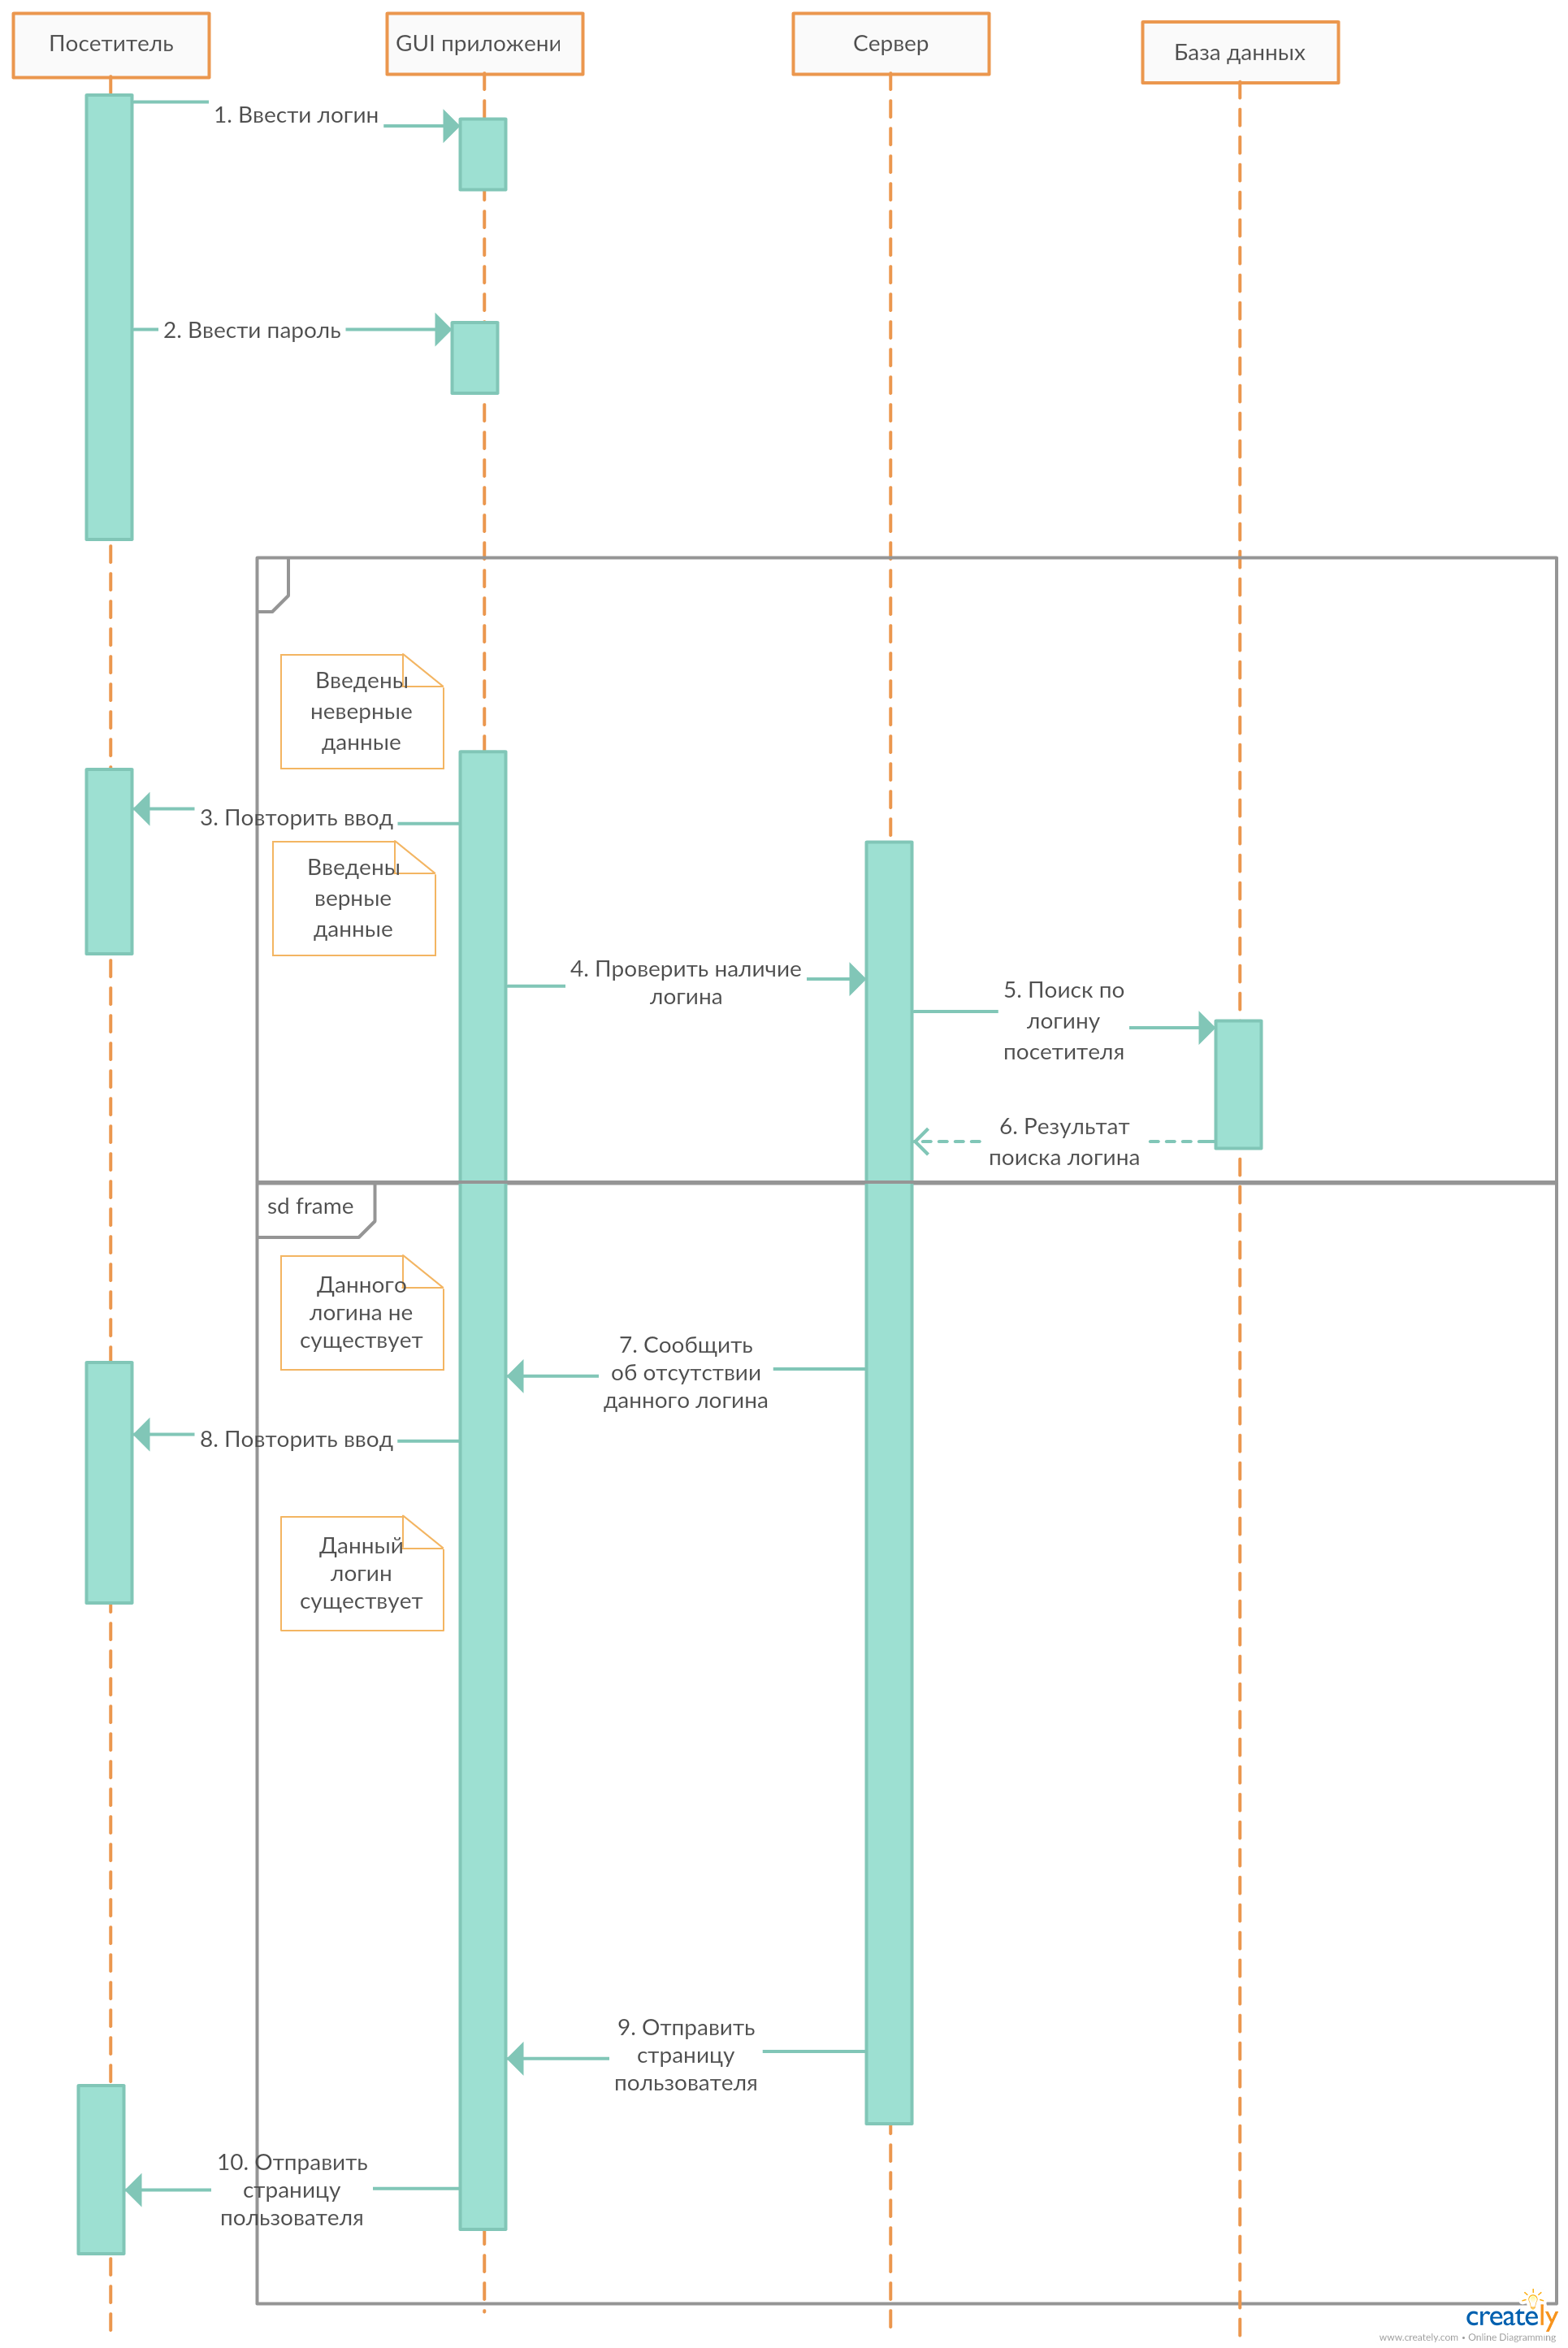 Посетитель
GUI приложени
Сервер
База данных
1. Ввести логин
2. Ввести пароль
Введены
неверные
данные
3. Повторить ввод
Введены
верные
данные
4. Проверить наличие
логина
5. Поиск по
логину
посетителя
6. Результат
поиска логина
sd frame
Данного
логина не
существует
7. Сообщить
об отсутствии
данного логина
8. Повторить ввод
Данный
логин
существует
9. Отправить
страницу
пользователя
10. Отправить
страницу
пользователя
creately
www.creately.com • Online Diagramming